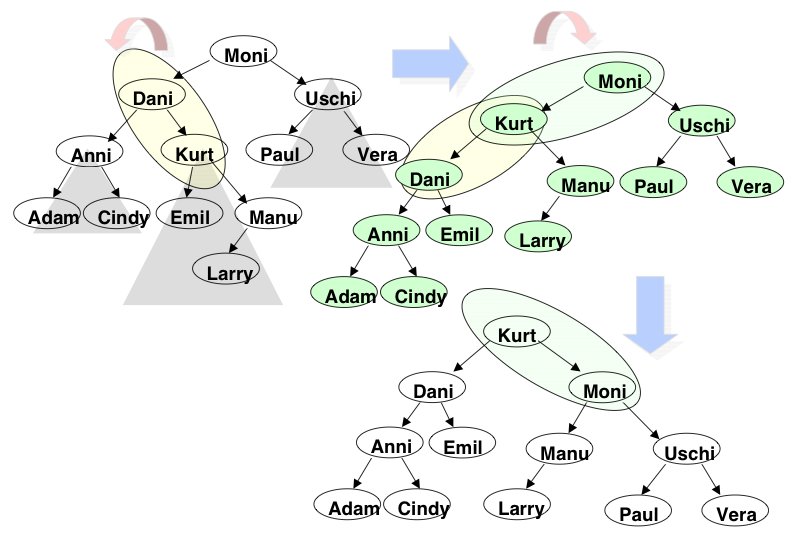 Moni
Dani
Uschi
Anni
Kurt
Paul
Vera
Adam
Cindy
Emil
Manu
Larry
Moni
Kurt
Uschi
Dani
Manu
Paul
Vera
Anni
Emil
Larry
Adam
Cindy
Kurt
Dani
Moni
Anni
Emil
Manu
Uschi
Adam
Cindy
Larry
Paul
Vera